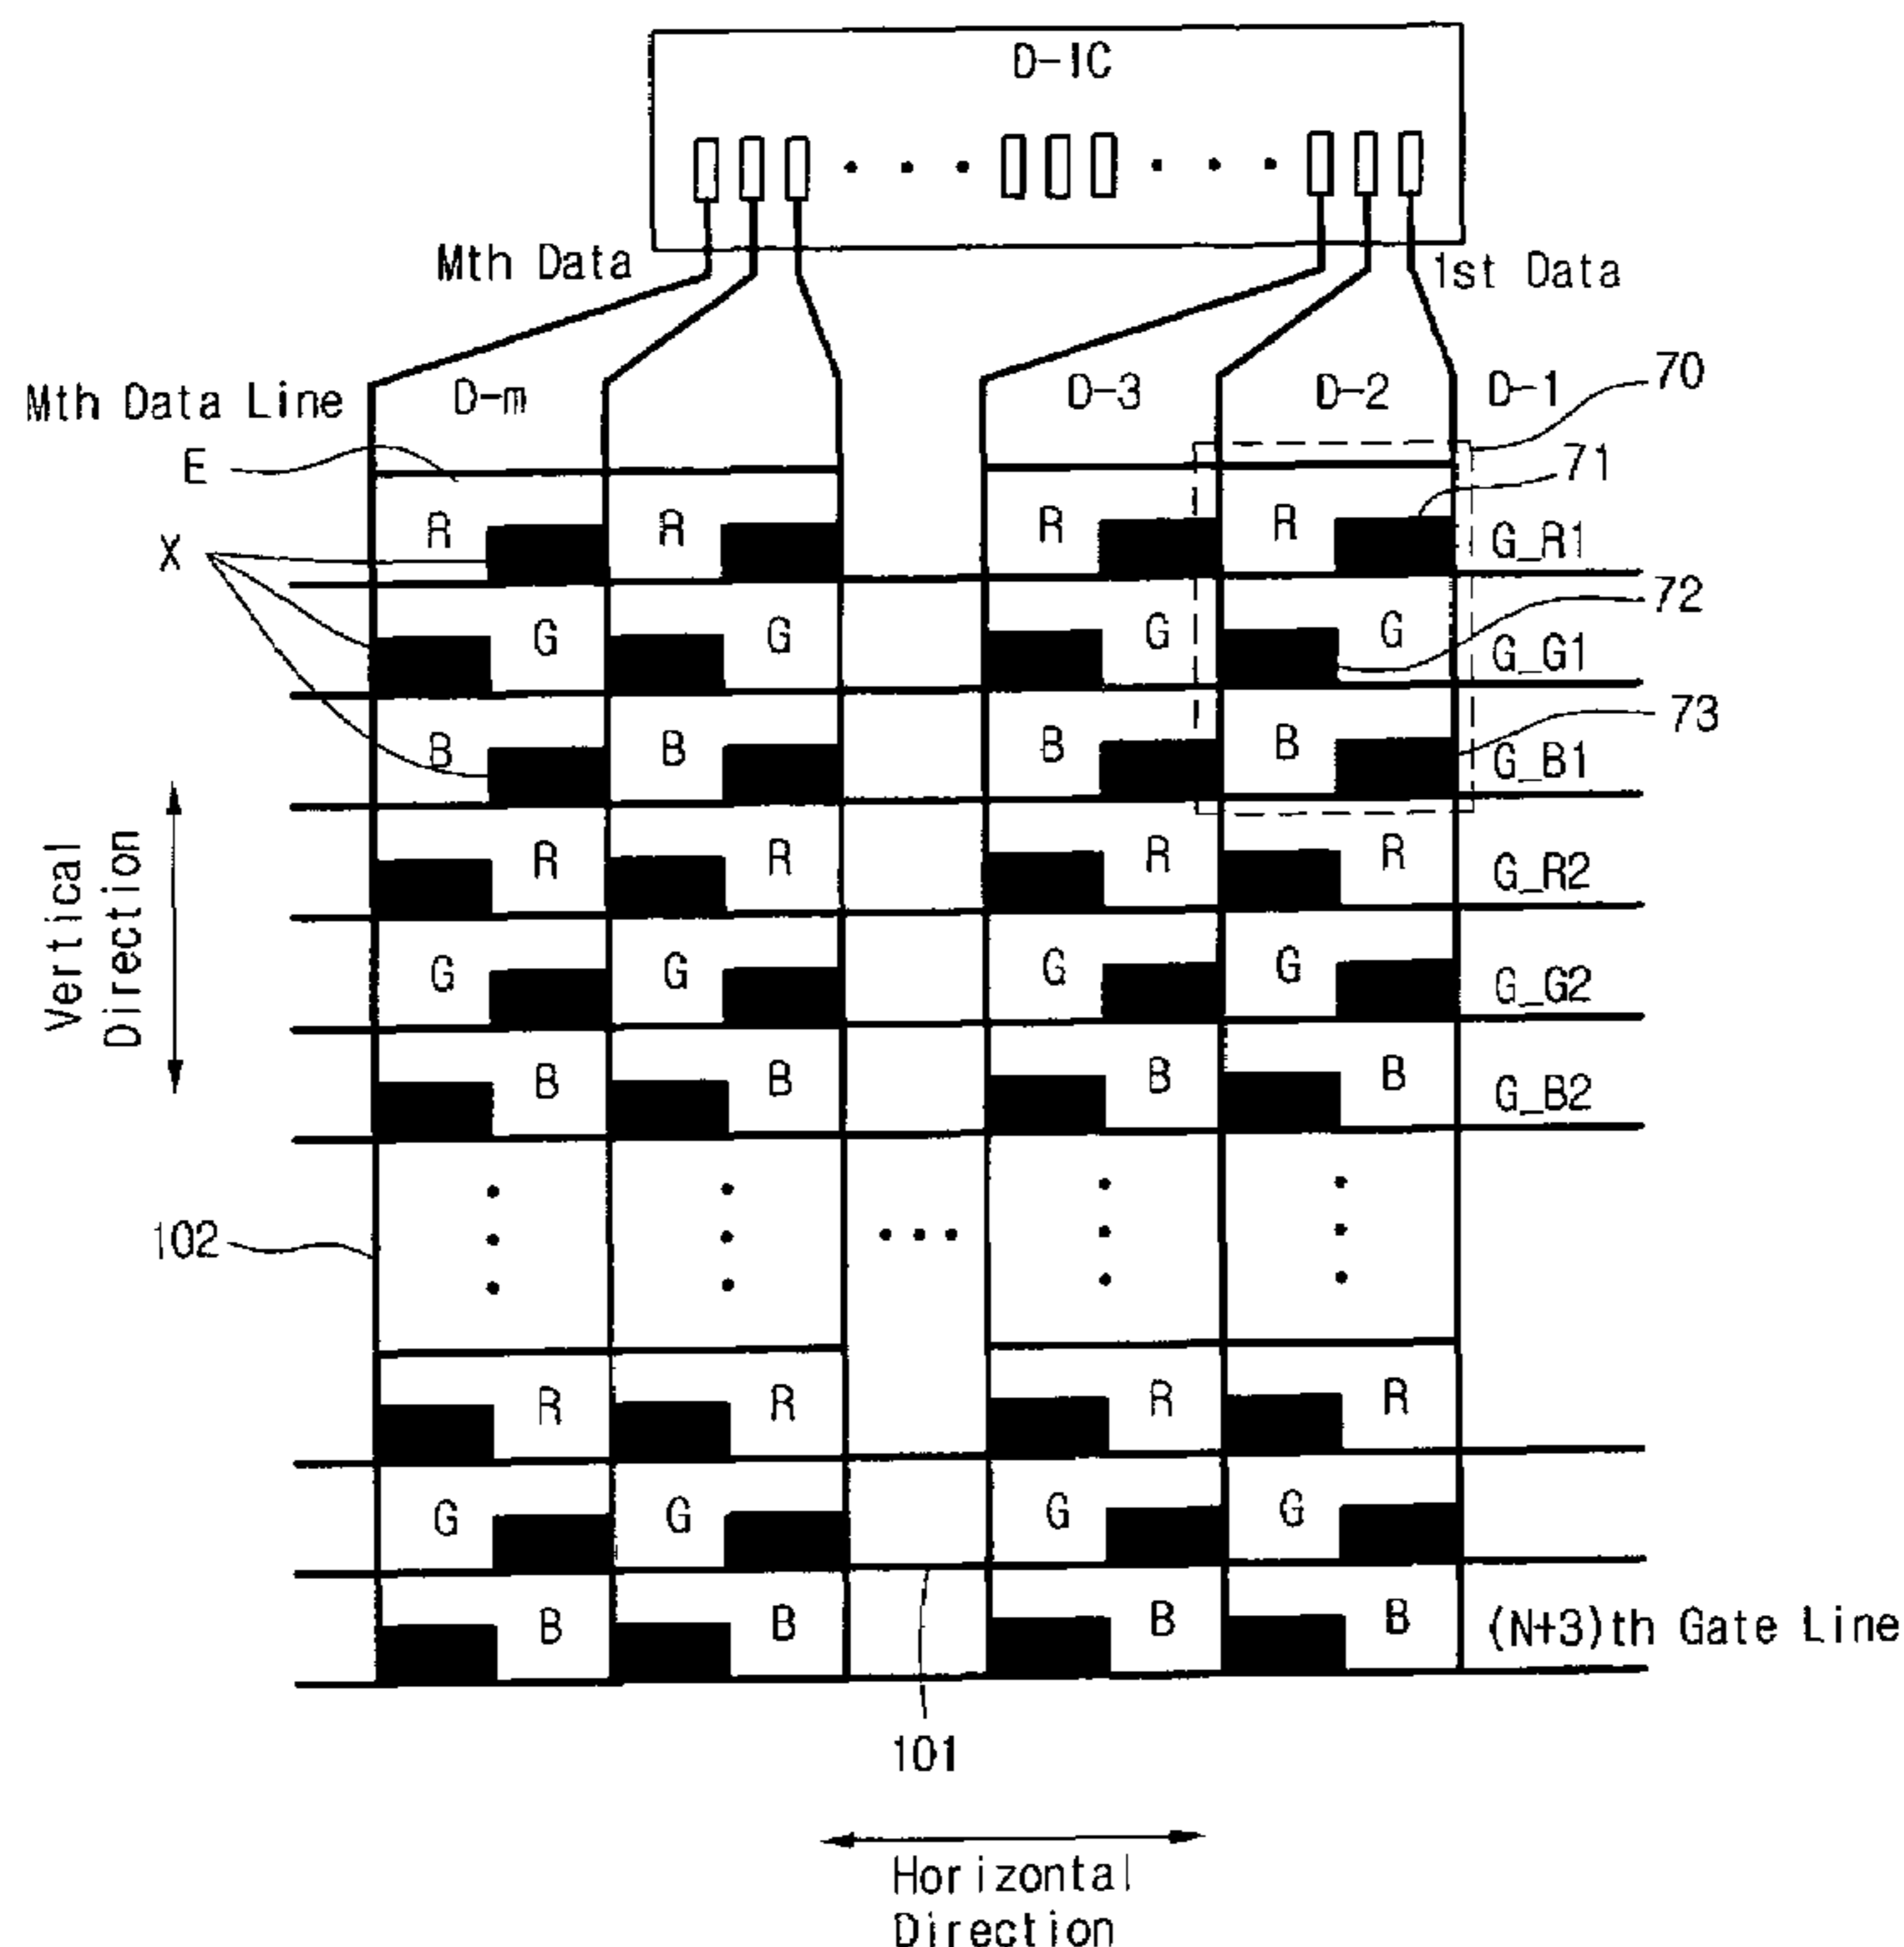 D-IC
Mth Data
1st Data
Mth Data Line
D-m
D-3
D-2
D-1
70
E
71
R R R R G_R1
X
72
G G G G G_G1
73
B B B B G_B1
R R R R G_R2
Vertical
Direction
G G G G G_G2
B B B B G_B2
102
R R R R
G G G G
B B B B (N+3)th Gate Line
101
Horizontal
Direction